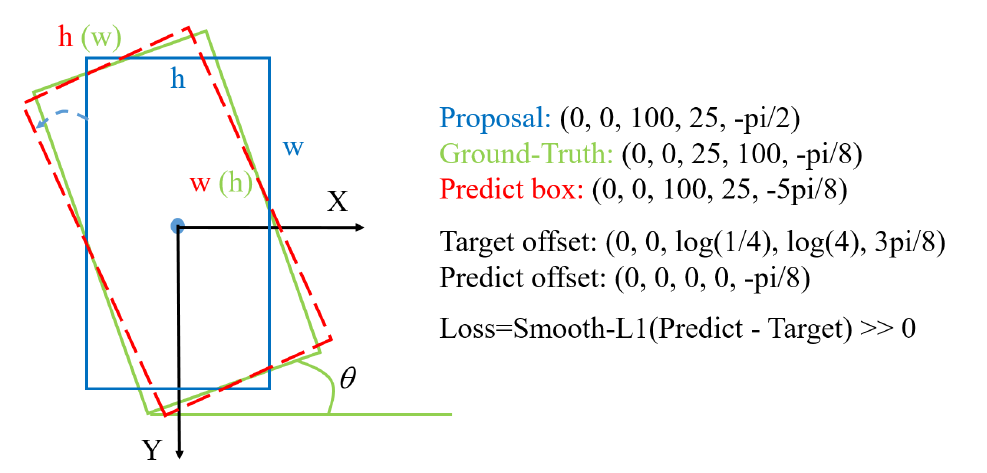 h (w)
h
w
w (h)
X
θ
Y
Proposal: (0, 0, 100, 25, -pi/2)
Ground-Truth: (0, 0, 25, 100, -pi/8)
Predict box: (0, 0, 100, 25, -5pi/8)
Target offset: (0, 0, log(1/4), log(4), 3pi/8)
Predict offset: (0, 0, 0, 0, -pi/8)
Loss=Smooth-L1(Predict - Target) >> 0